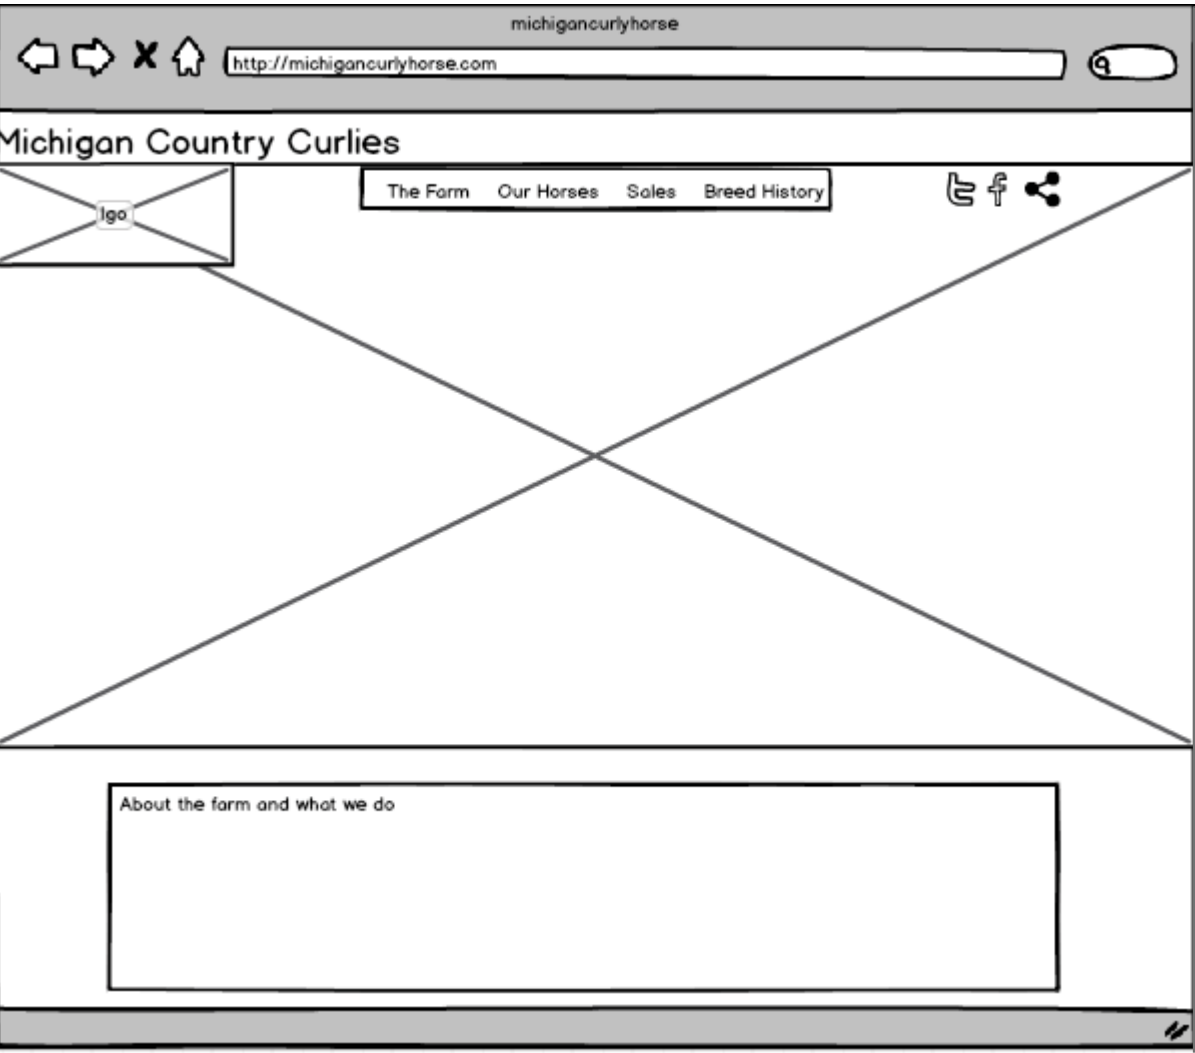 michigancurlyhorse
http://michigancurlyhorse.com
Michigan Country Curlies
The Farm Our Horses Sales Breed History
lgo
About the farm and what we do